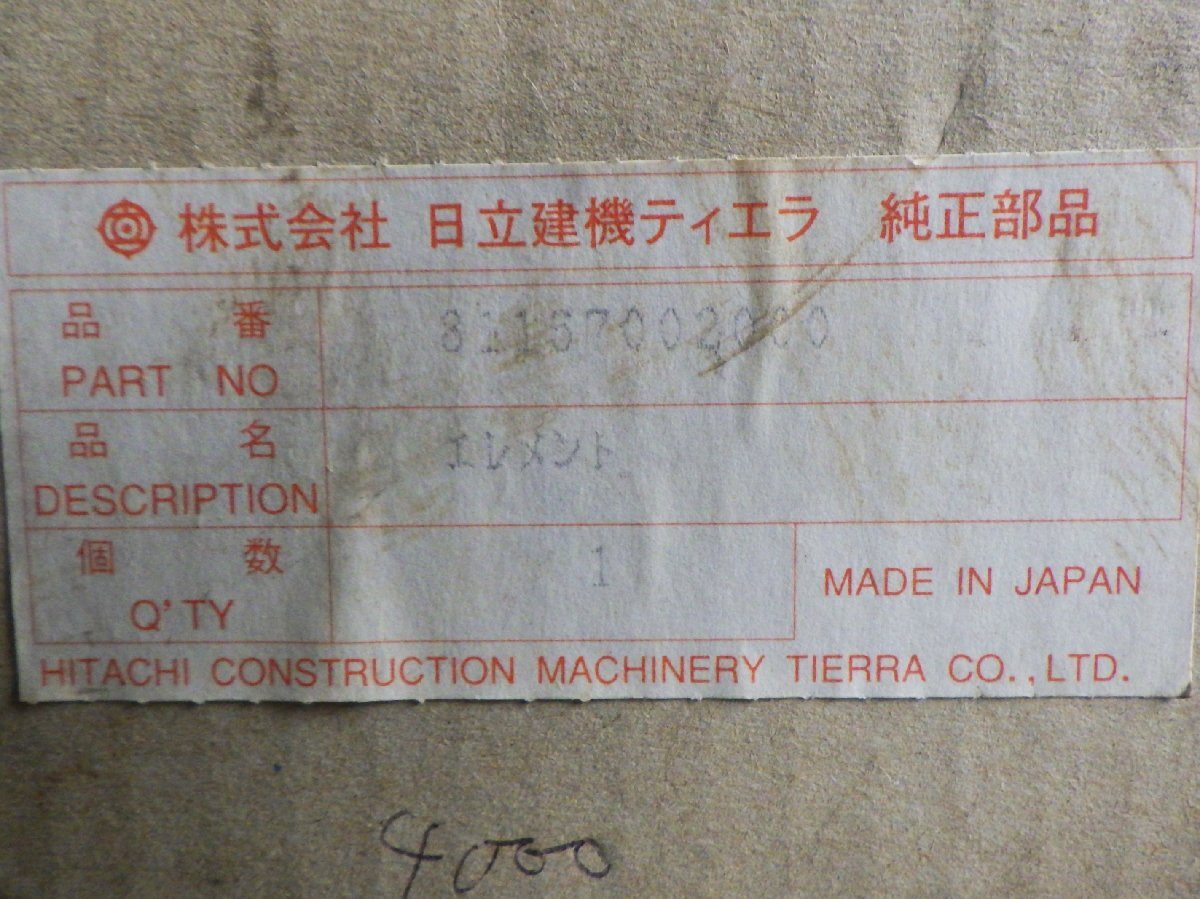 株式会社 日立建機ティエラ 純正部品
品 番 811670020​00
PART NO
品 名 エレメント
DESCRIPTION
個 数 1
Q'TY
MADE IN JAPAN
HITACHI CONSTRUCTION MACHINERY TIERRA CO., LTD.
4000